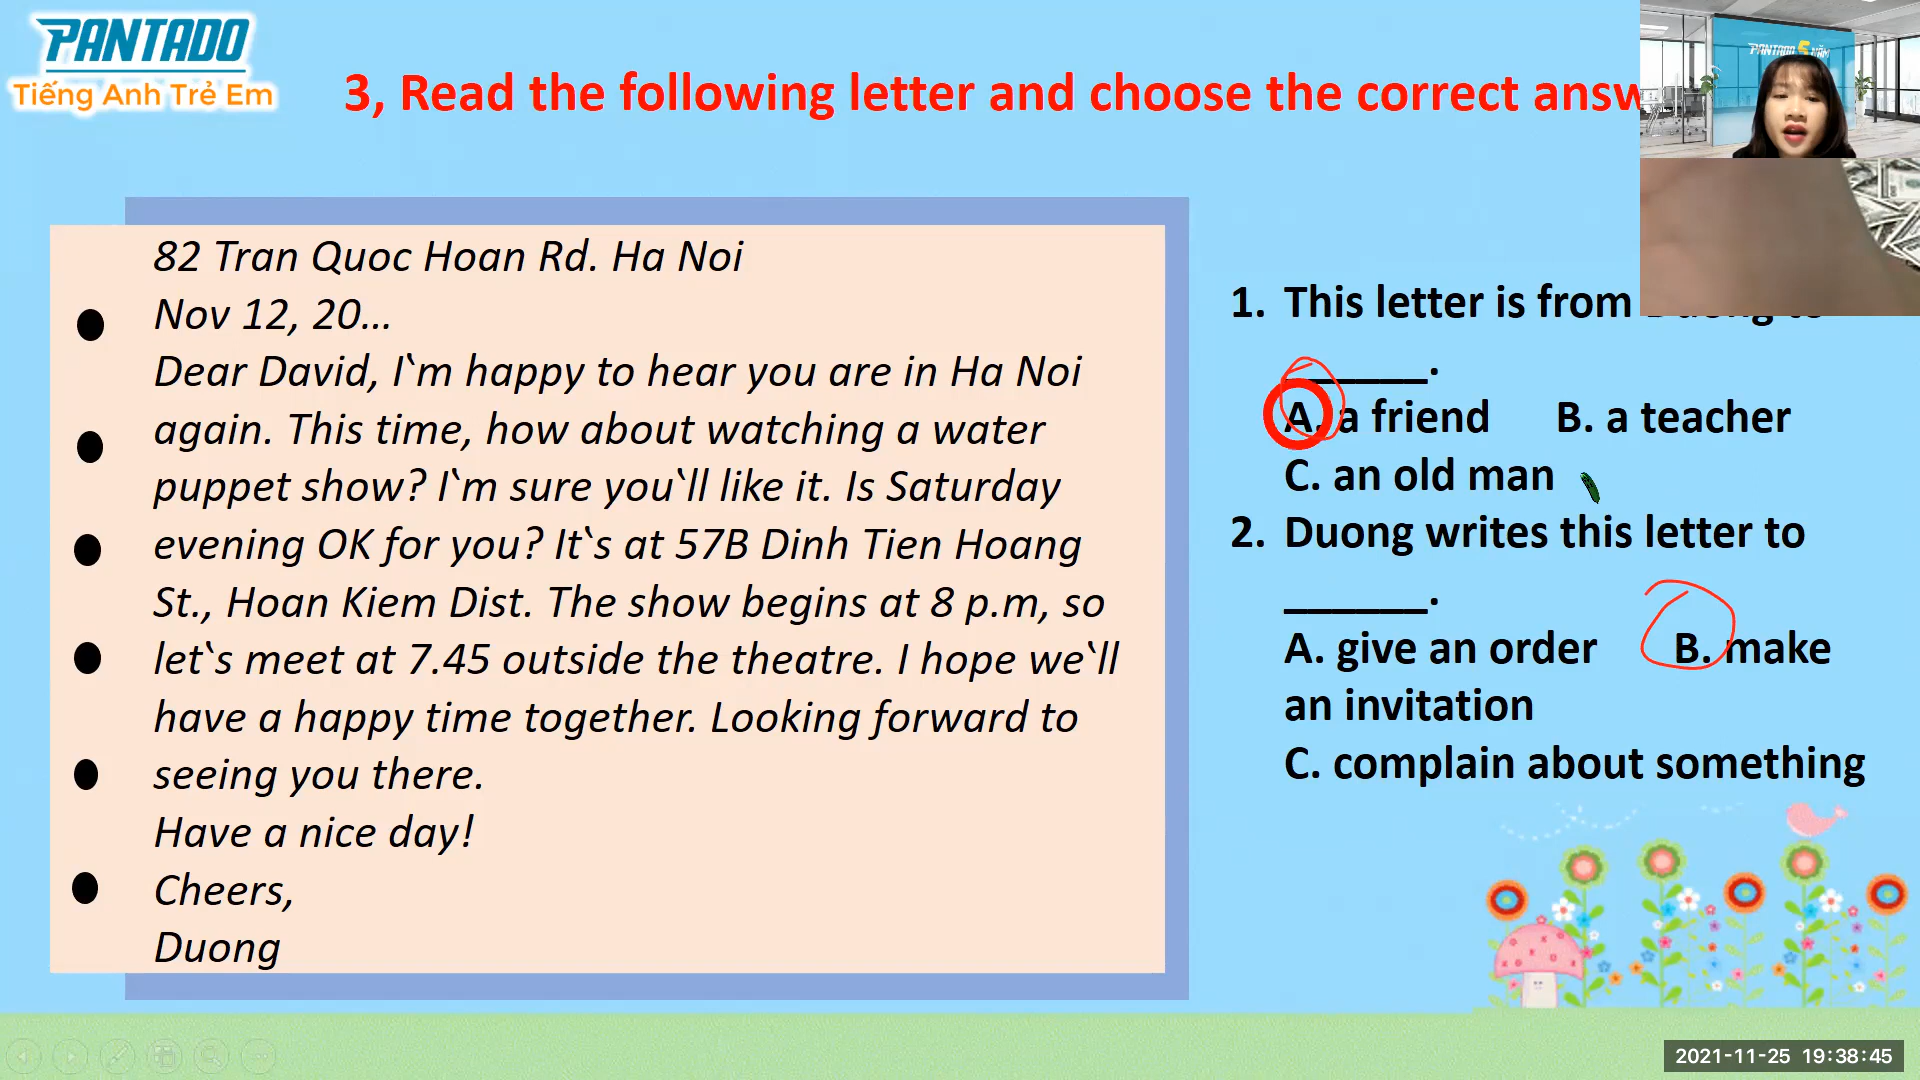 PANTADO
Tiếng Anh Trẻ Em
3, Read the following letter and choose the correct answ
PANTADO 5 NĂM
82 Tran Quoc Hoan Rd. Ha Noi
Nov 12, 20...
Dear David, I‛m happy to hear you are in Ha Noi
again. This time, how about watching a water
puppet show? I‛m sure you‛ll like it. Is Saturday
evening OK for you? It‛s at 57B Dinh Tien Hoang
St., Hoan Kiem Dist. The show begins at 8 p.m, so
let‛s meet at 7.45 outside the theatre. I hope we‛ll
have a happy time together. Looking forward to
seeing you there.
Have a nice day!
Cheers,
Duong
1. This letter is from
______.
A. a friend B. a teacher
C. an old man
2. Duong writes this letter to
______.
A. give an order B. make
an invitation
C. complain about something
2021-11-25 19:38:45